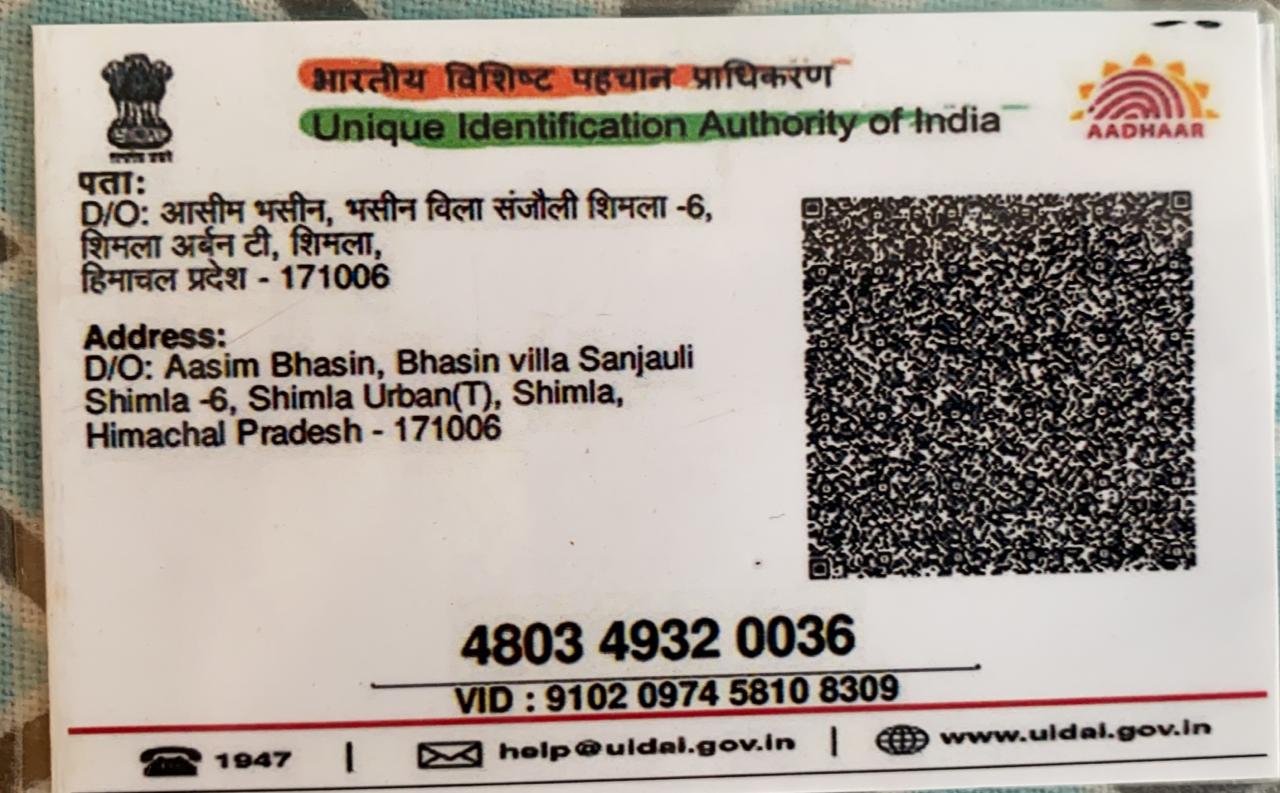 भारतीय विशिष्ट पहचान प्राधिकरण
Unique Identification Authority of India
AADHAAR
पता:
D/O: आसीम भसीन, भसीन विला संजौली शिमला -6,
शिमला अर्बन टी, शिमला,
हिमाचल प्रदेश - 171006
Address:
D/O: Aasim Bhasin, Bhasin villa Sanjauli
Shimla -6, Shimla Urban(T), Shimla,
Himachal Pradesh - 171006
4803 4932 0036
VID : 9102 0974 5810 8309
1947 | help@uidai.gov.in | www.uidai.gov.in